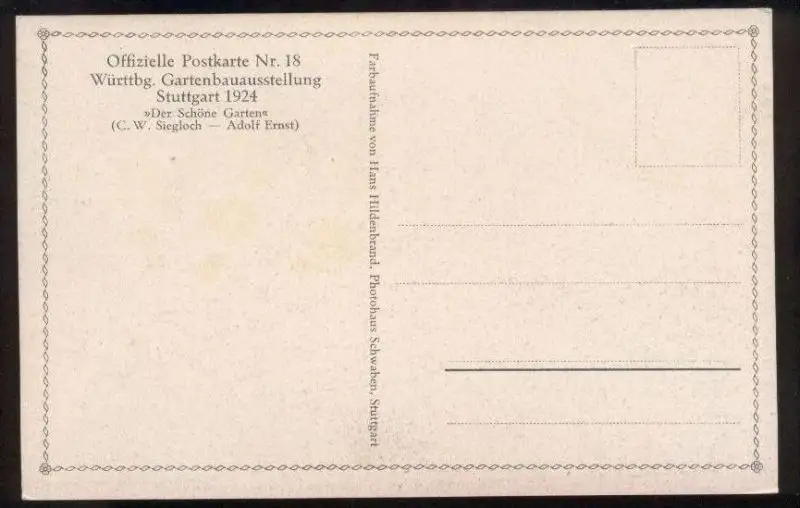 Offizielle Postkarte Nr. 18
Württbg. Gartenbauausstellung
Stuttgart 1924
»Der Schöne Garten«
(C. W. Siegloch — Adolf Ernst)
Farbaufnahme von Hans Hildenbrand, Photohaus Schwaben, Stuttgart